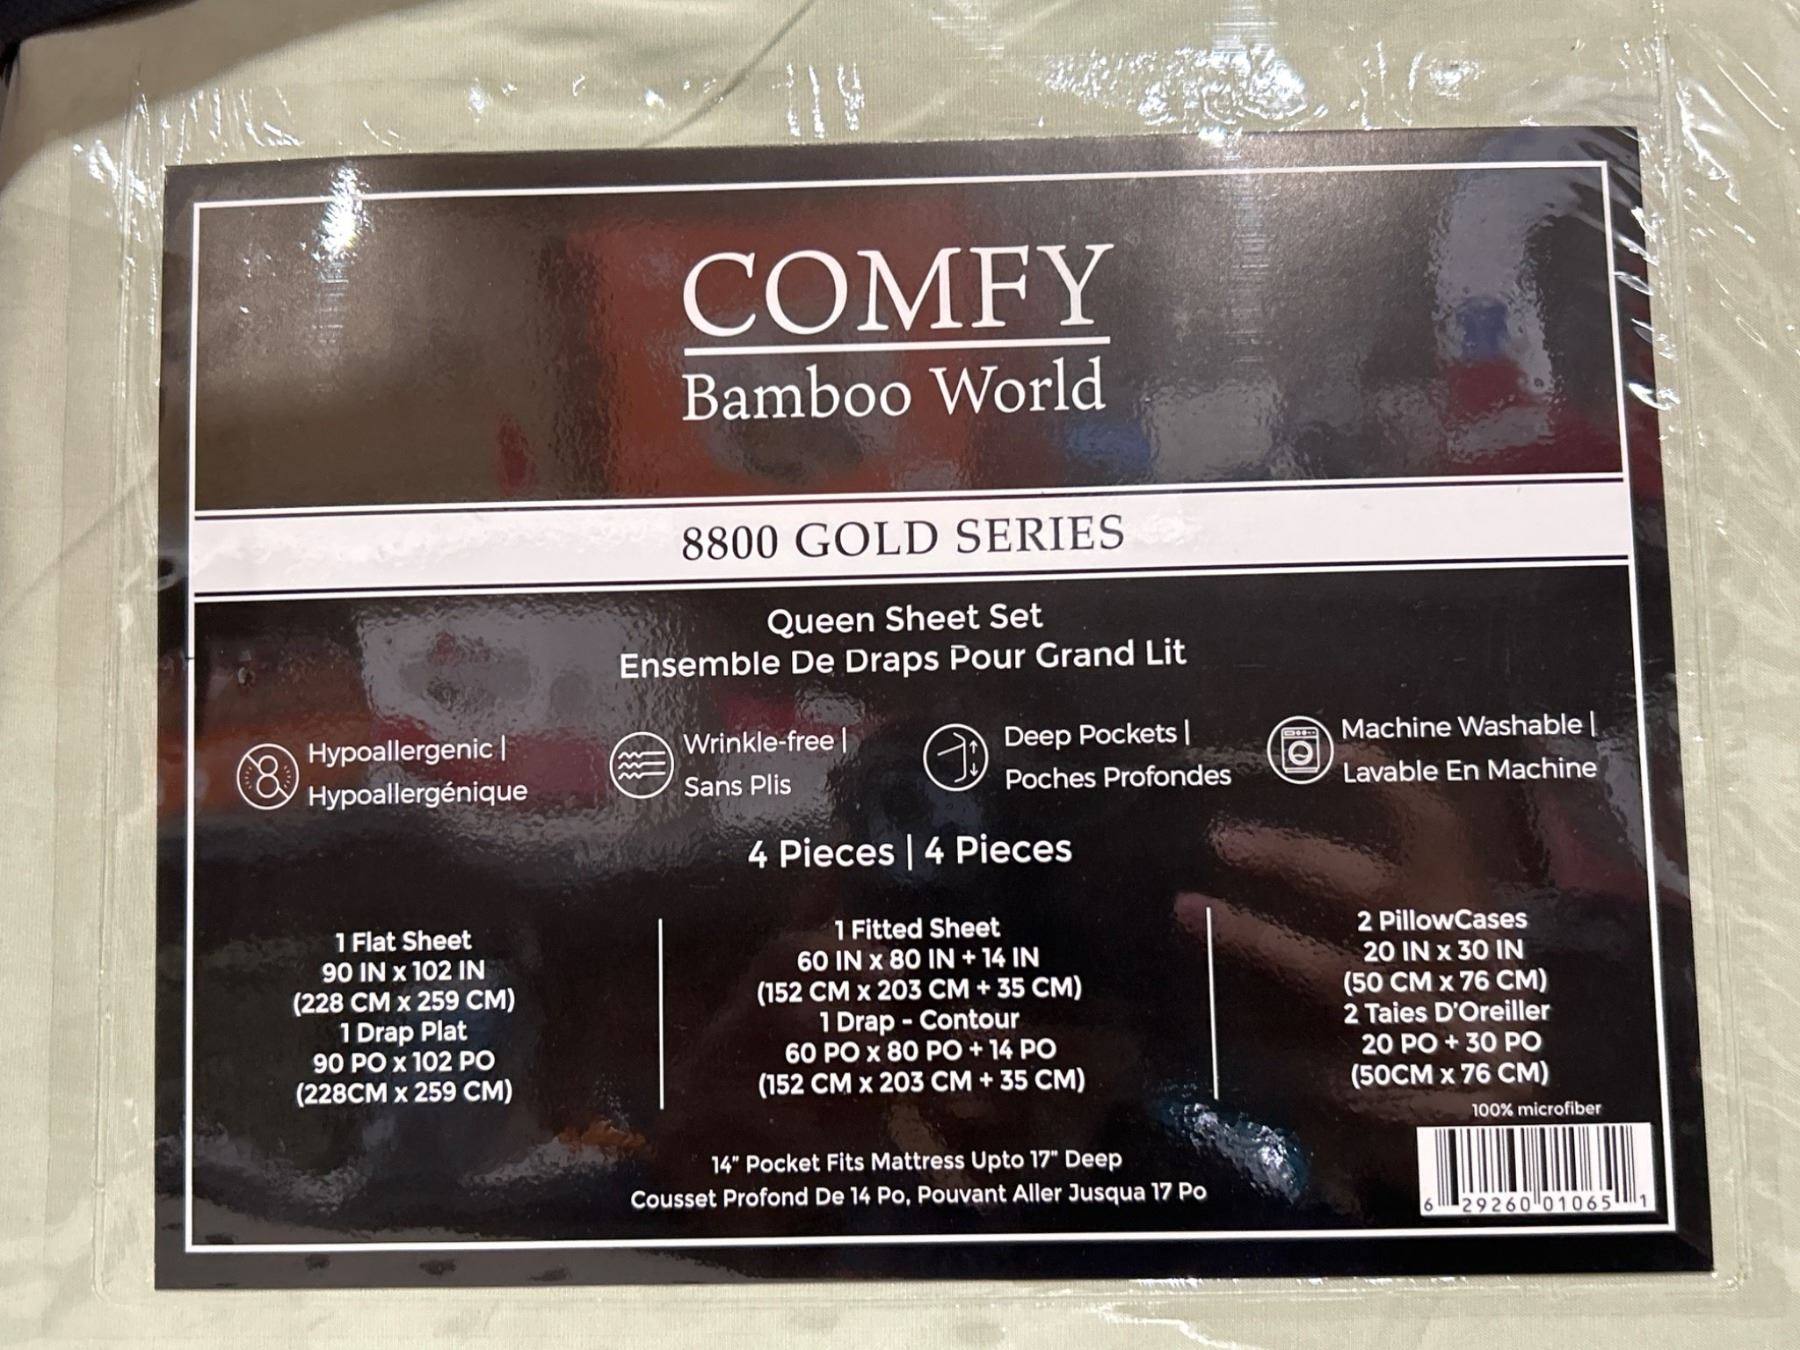 COMFY
Bamboo World
8800 GOLD SERIES
Queen Sheet Set
Ensemble De Draps Pour Grand Lit
Hypoallergenic |
Hypoallergénique
Wrinkle-free |
Sans Plis
Deep Pockets |
Poches Profondes
Machine Washable |
Lavable En Machine
4 Pieces | 4 Pieces
1 Flat Sheet
90 IN x 102 IN
(228 CM x 259 CM)
1 Drap Plat
90 PO x 102 PO
(228CM x 259 CM)
1 Fitted Sheet
60 IN x 80 IN + 14 IN
(152 CM x 203 CM + 35 CM)
1 Drap - Contour
60 PO x 80 PO + 14 PO
(152 CM x 203 CM + 35 CM)
2 PillowCases
20 IN x 30 IN
(50 CM x 76 CM)
2 Taies D'Oreiller
20 PO + 30 PO
(50CM x 76 CM)
100% microfiber
14" Pocket Fits Mattress Upto 17" Deep
Cousset Profond De 14 Po, Pouvant Aller Jusqua 17 Po
6 29260 01065 1